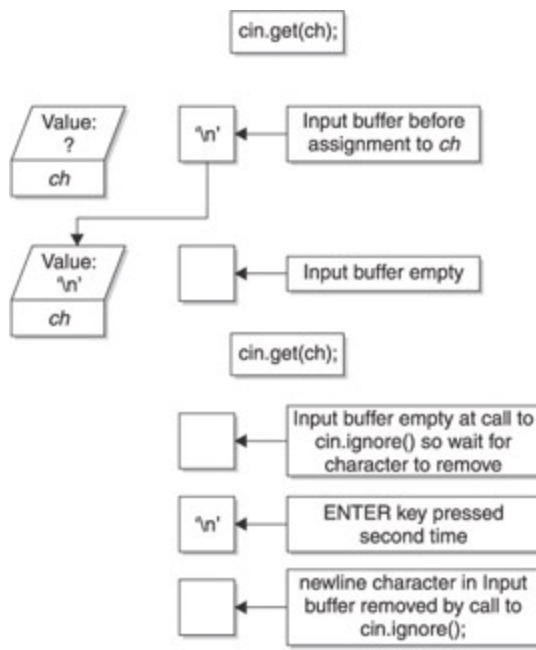 cin.get(ch);
Value:
?
ch
'\n'
Input buffer before
assignment to ch
Value:
'\n'
ch
Input buffer empty
cin.get(ch);
Input buffer empty at call to
cin.ignore() so wait for
character to remove
'\n'
ENTER key pressed
second time
newline character in Input
buffer removed by call to
cin.ignore();